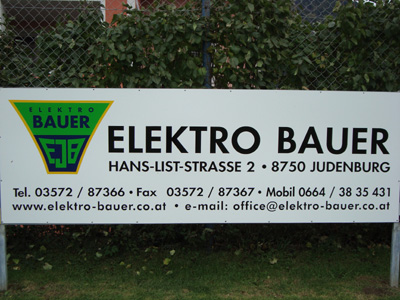 ELEKTRO
BAUER
EJB
ELEKTRO BAUER
HANS-LIST-STRASSE 2 • 8750 JUDENBURG
Tel. 03572 / 87366 • Fax 03572 / 87367 • Mobil 0664 / 38 35 431
www.elektro-bauer.co.at • e-mail: office@elektro-bauer.co.at